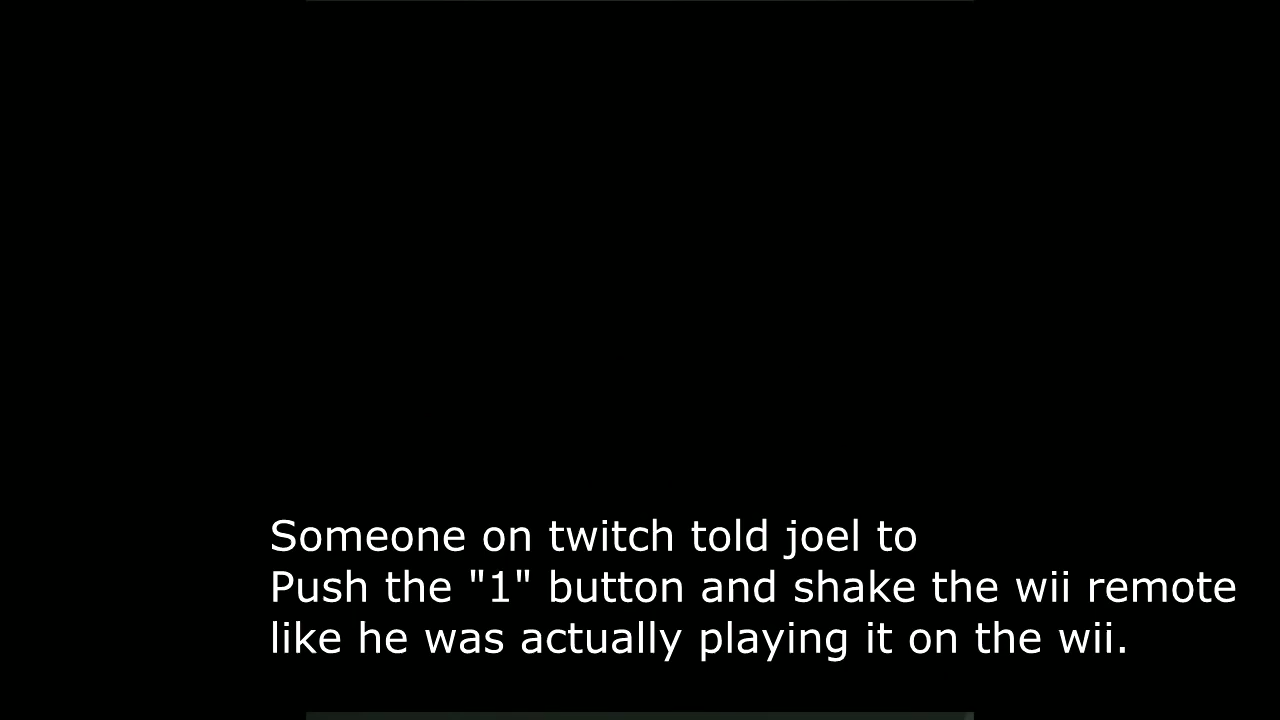 Someone on twitch told joel to
Push the "1" button and shake the wii remote
like he was actually playing it on the wii.